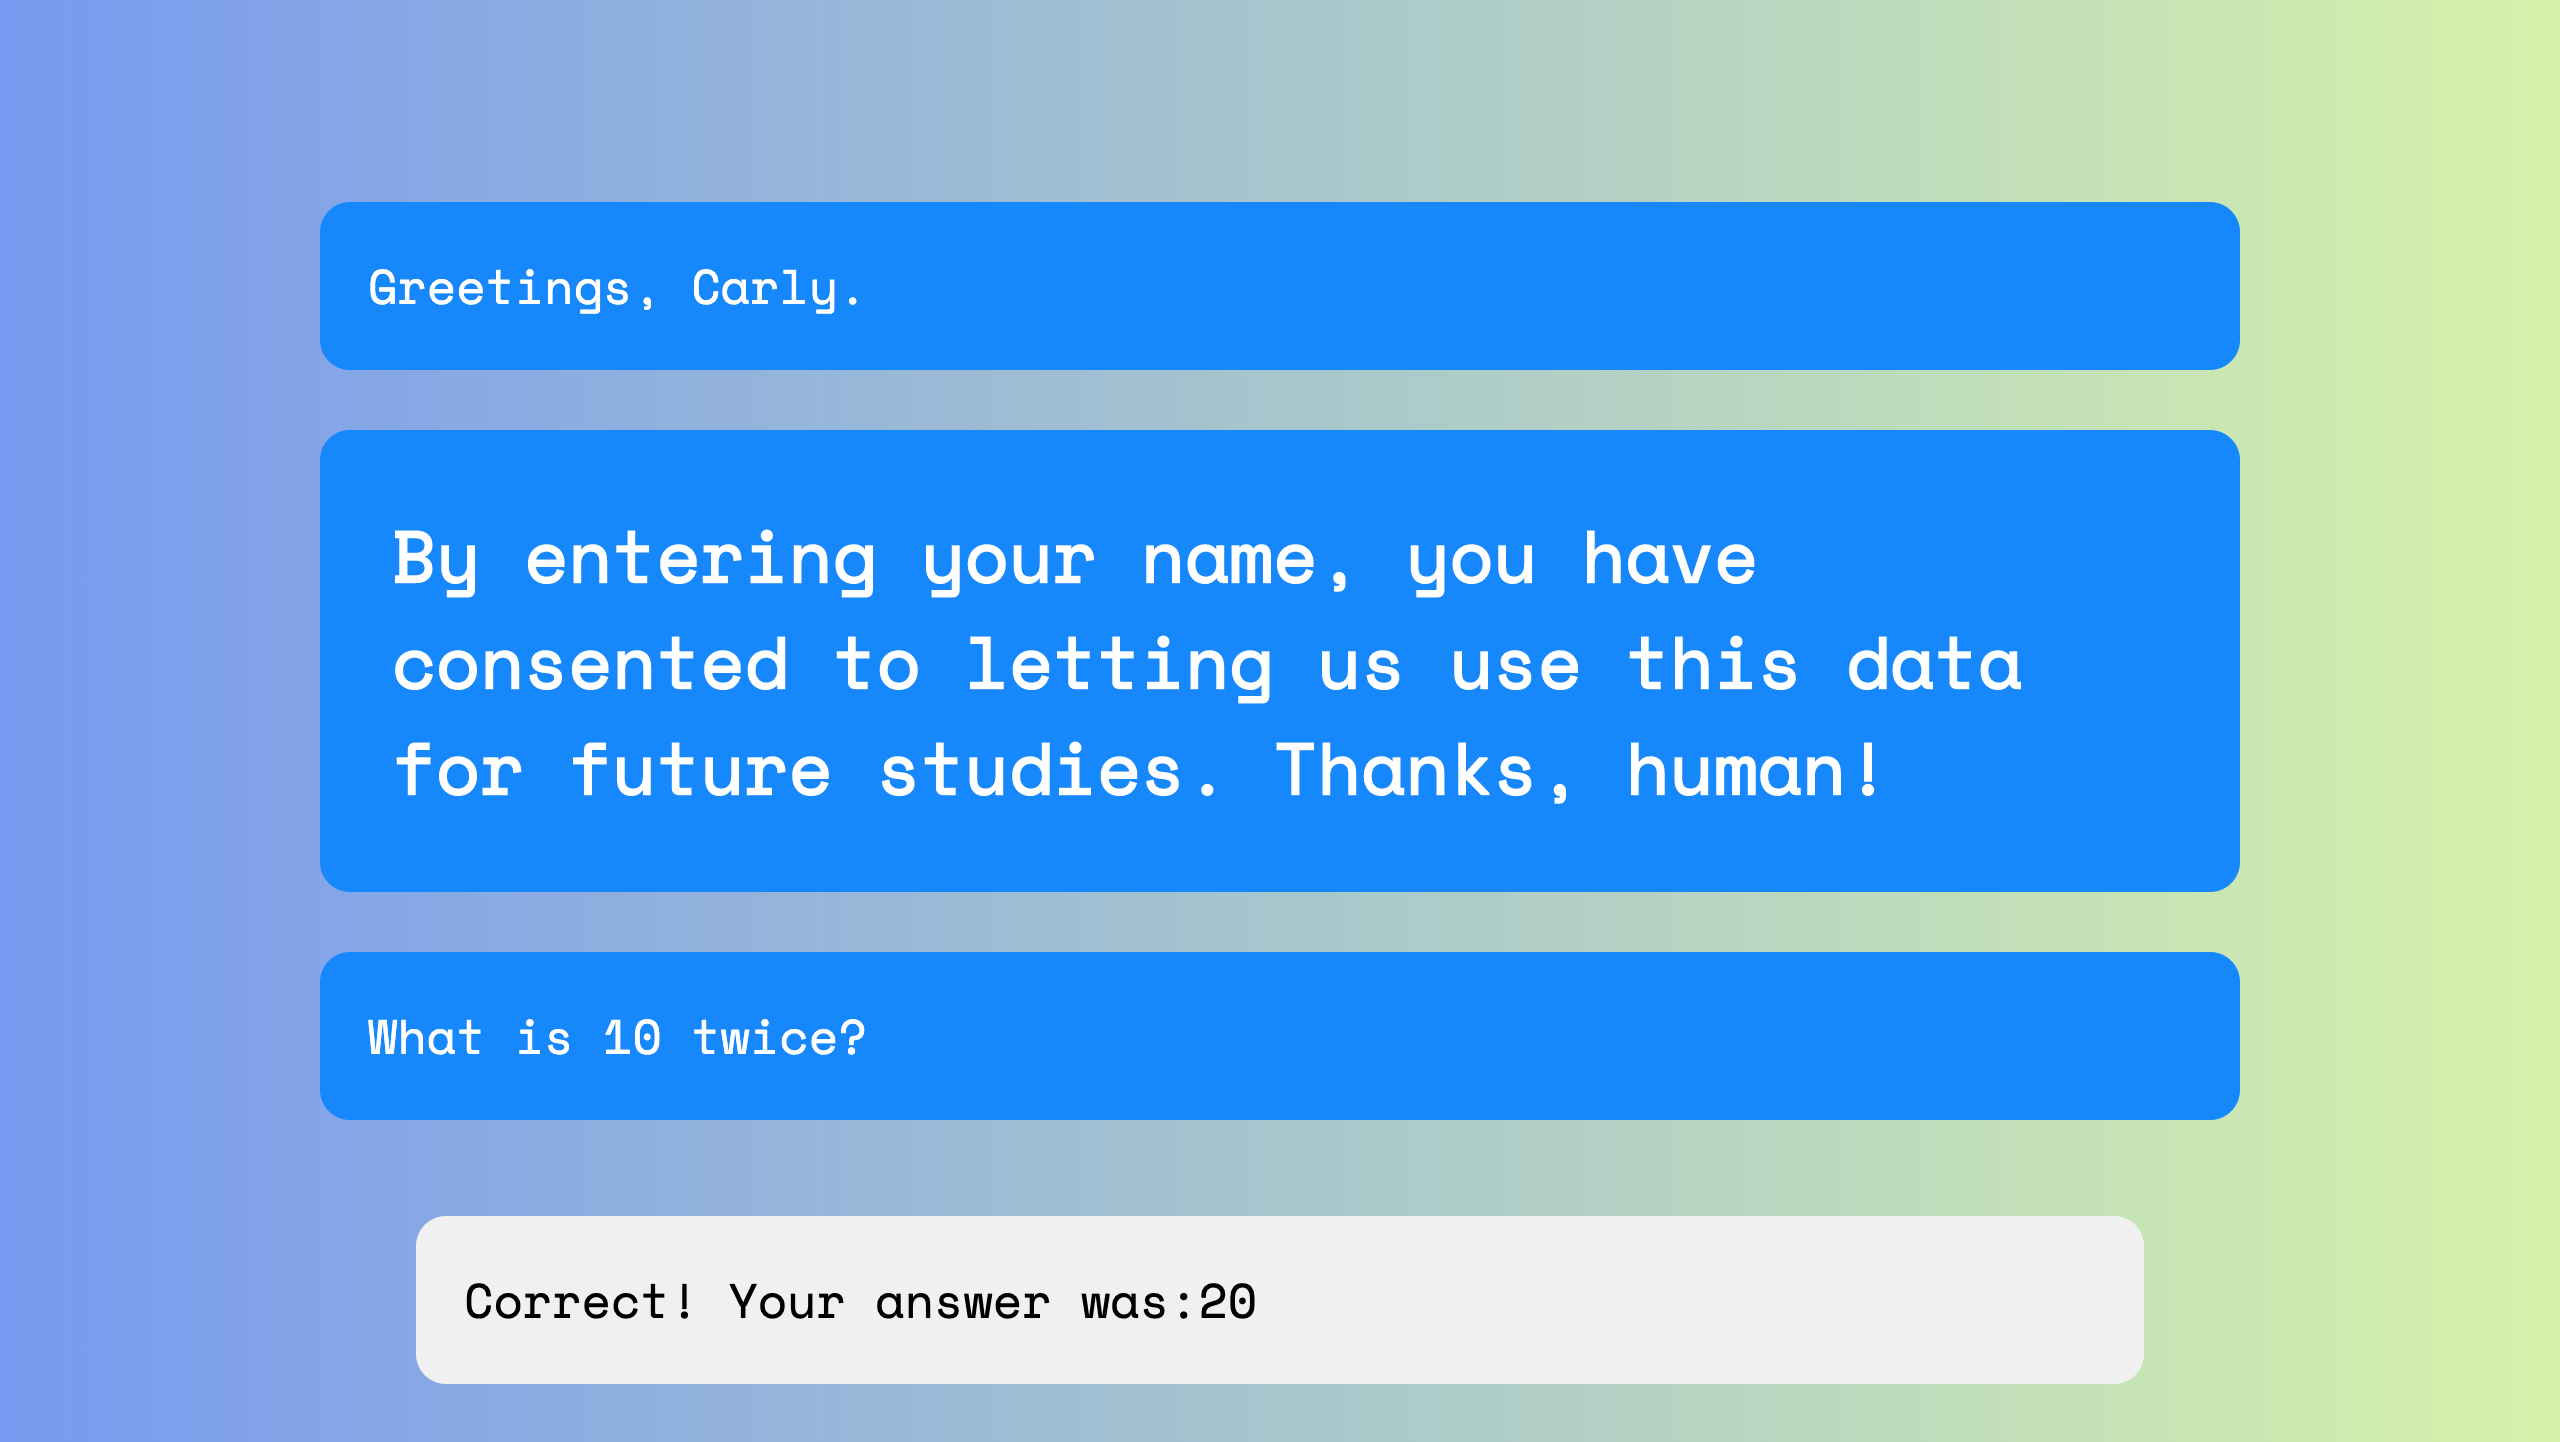 Greetings, Carly.
By entering your name, you have
consented to letting us use this data
for future studies. Thanks, human!
What is 10 twice?
Correct! Your answer was:20